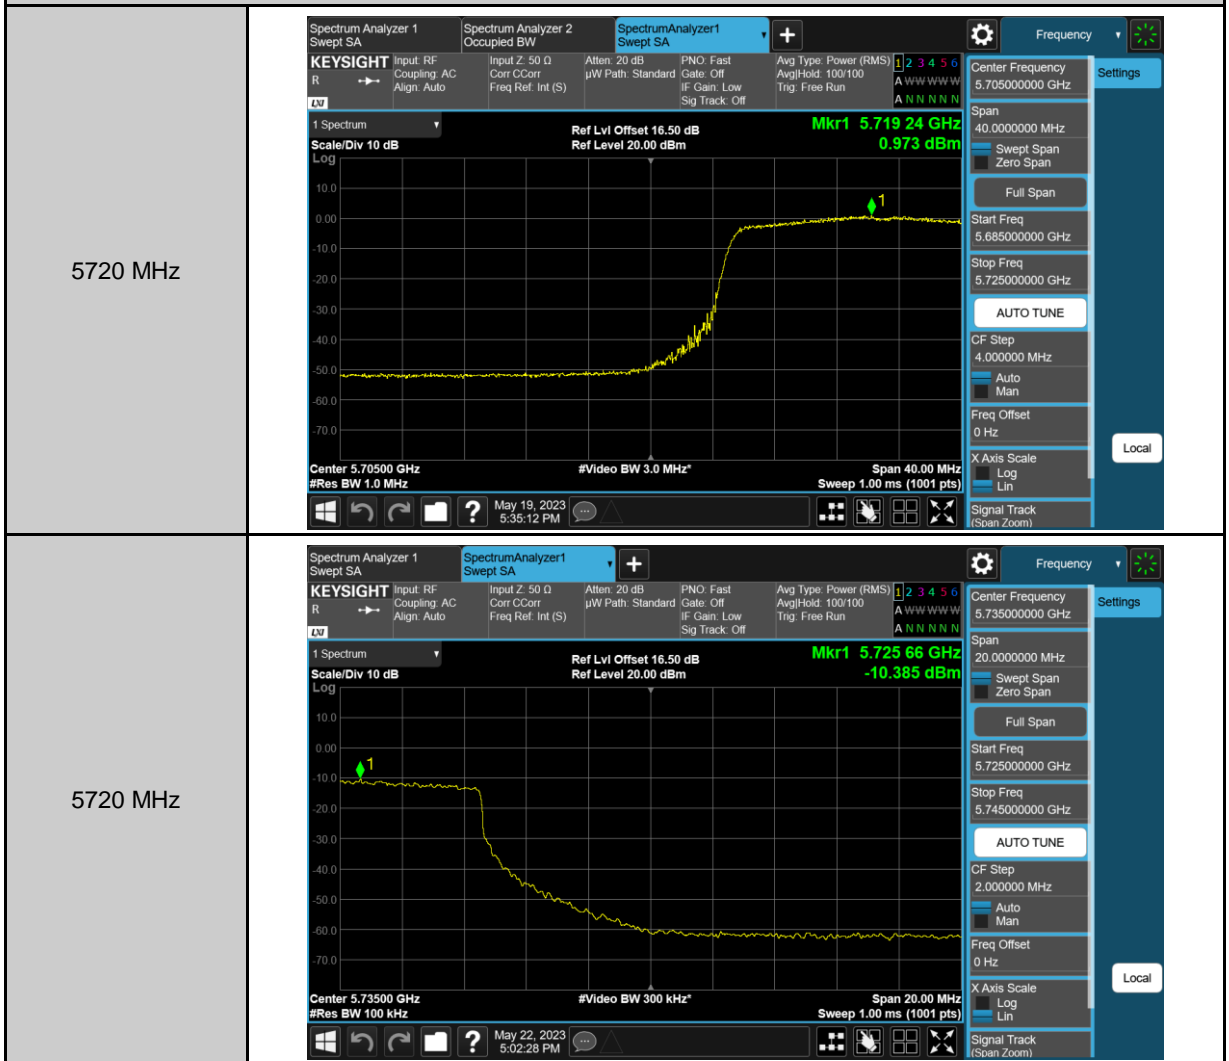 5720 MHz
Spectrum Analyzer 1
Swept SA
Spectrum Analyzer 2
Occupied BW
SpectrumAnalyzer1
Swept SA
Frequency
KEYSIGHT
R
LXI
Input: RF
Coupling: AC
Align: Auto
Input Z: 50 Ω
Corr CCorr
Freq Ref: Int (S)
Atten: 20 dB
µW Path: Standard
PNO: Fast
Gate: Off
IF Gain: Low
Sig Track: Off
Avg Type: Power (RMS)
Avg|Hold: 100/100
Trig: Free Run
1 2 3 4 5 6
A W W W W W
A N N N N N
1 Spectrum
Scale/Div 10 dB
Log
Ref Lvl Offset 16.50 dB
Ref Level 20.00 dBm
Mkr1 5.719 24 GHz
0.973 dBm
10.0
0.00
-10.0
-20.0
-30.0
-40.0
-50.0
-60.0
-70.0
1
Center 5.70500 GHz
#Res BW 1.0 MHz
#Video BW 3.0 MHz*
Span 40.00 MHz
Sweep 1.00 ms (1001 pts)
May 19, 2023
5:35:12 PM
Center Frequency
5.705000000 GHz
Span
40.0000000 MHz
Swept Span
Zero Span
Full Span
Start Freq
5.685000000 GHz
Stop Freq
5.725000000 GHz
AUTO TUNE
CF Step
4.000000 MHz
Auto
Man
Freq Offset
0 Hz
X Axis Scale
Log
Lin
Signal Track
(Span Zoom)
Settings
Local
5720 MHz
Spectrum Analyzer 1
Swept SA
SpectrumAnalyzer1
Swept SA
Frequency
KEYSIGHT
R
LXI
Input: RF
Coupling: AC
Align: Auto
Input Z: 50 Ω
Corr CCorr
Freq Ref: Int (S)
Atten: 20 dB
µW Path: Standard
PNO: Fast
Gate: Off
IF Gain: Low
Sig Track: Off
Avg Type: Power (RMS)
Avg|Hold: 100/100
Trig: Free Run
1 2 3 4 5 6
A W W W W W
A N N N N N
1 Spectrum
Scale/Div 10 dB
Log
Ref Lvl Offset 16.50 dB
Ref Level 20.00 dBm
Mkr1 5.725 66 GHz
-10.385 dBm
10.0
0.00
-10.0
-20.0
-30.0
-40.0
-50.0
-60.0
-70.0
1
Center 5.73500 GHz
#Res BW 100 kHz
#Video BW 300 kHz*
Span 20.00 MHz
Sweep 1.00 ms (1001 pts)
May 22, 2023
5:02:28 PM
Center Frequency
5.735000000 GHz
Span
20.0000000 MHz
Swept Span
Zero Span
Full Span
Start Freq
5.725000000 GHz
Stop Freq
5.745000000 GHz
AUTO TUNE
CF Step
2.000000 MHz
Auto
Man
Freq Offset
0 Hz
X Axis Scale
Log
Lin
Signal Track
(Span Zoom)
Settings
Local